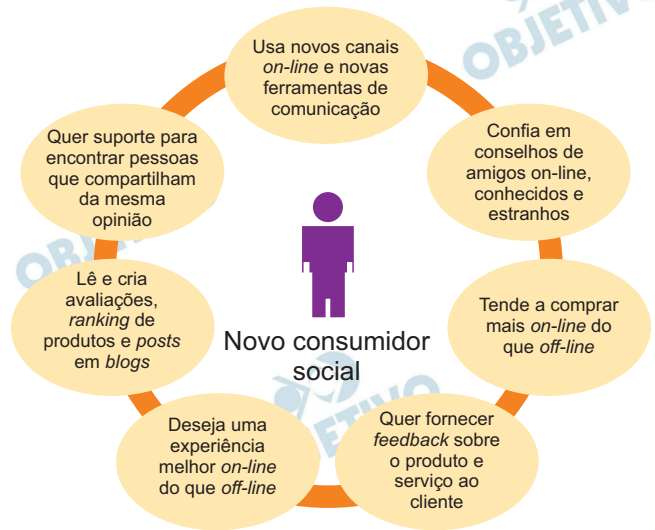 OBJETIVO
Usa novos canais
on-line e novas
ferramentas de
comunicação
Confia em
conselhos de
amigos on-line,
conhecidos e
estranhos
Tende a comprar
mais on-line do
que off-line
Quer fornecer
feedback sobre
o produto e
serviço ao
cliente
Deseja uma
experiência
melhor on-line
do que off-line
Lê e cria
avaliações,
ranking de
produtos e posts
em blogs
Quer suporte para
encontrar pessoas
que compartilham
da mesma
opinião
Novo consumidor
social